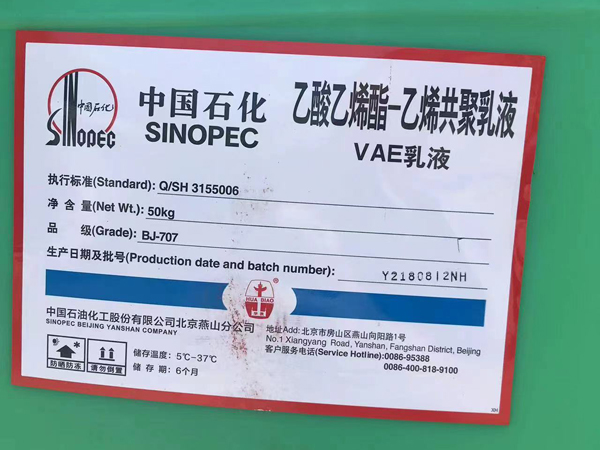 中国石化
SINOPEC
中国石化
SINOPEC
乙酸乙烯酯-乙烯共聚乳液
VAE乳液
执行标准(Standard): Q/SH 3155006
净 含 量(Net Wt.): 50kg
品 级(Grade): BJ-707
生产日期及批号(Production date and batch number): Y2180812NH
HUA BIAO
中国石油化工股份有限公司北京燕山分公司
SINOPEC BEIJING YANSHAN COMPANY
地址Add: 北京市房山区燕山向阳路1号
No.1 Xiangyang Road, Yanshan, Fangshan District, Beijing
客户服务电话(Service Hotline):0086-95388
0086-400-818-9100
防晒防冻
请勿倒置
储存温度: 5℃-37℃
储 存 期: 6个月